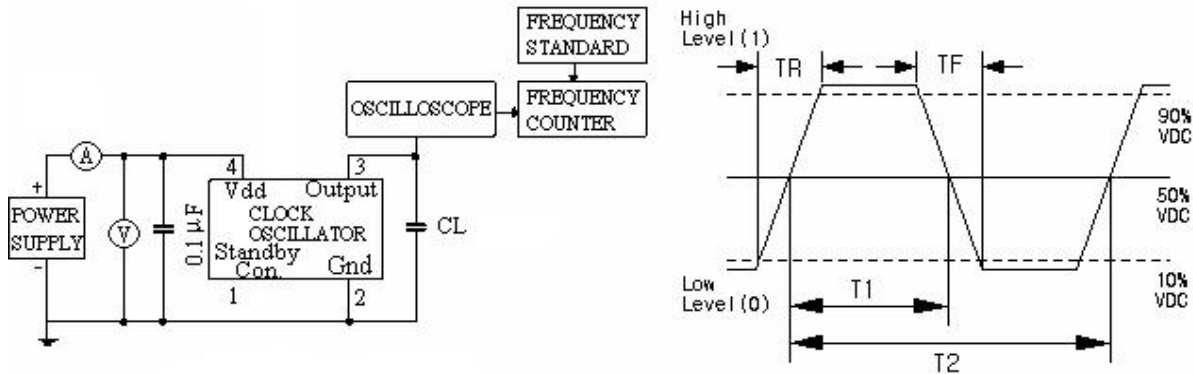 FREQUENCY
STANDARD
OSCILLOSCOPE
FREQUENCY
COUNTER
A
4
3
+
POWER
SUPPLY
-
V
0.1 μF
Vdd
Output
CLOCK
OSCILLATOR
Standby
Con.
Gnd
1
2
CL
High
Level(1)
TR
TF
90%
VDC
50%
VDC
10%
VDC
Low
Level(0)
T1
T2